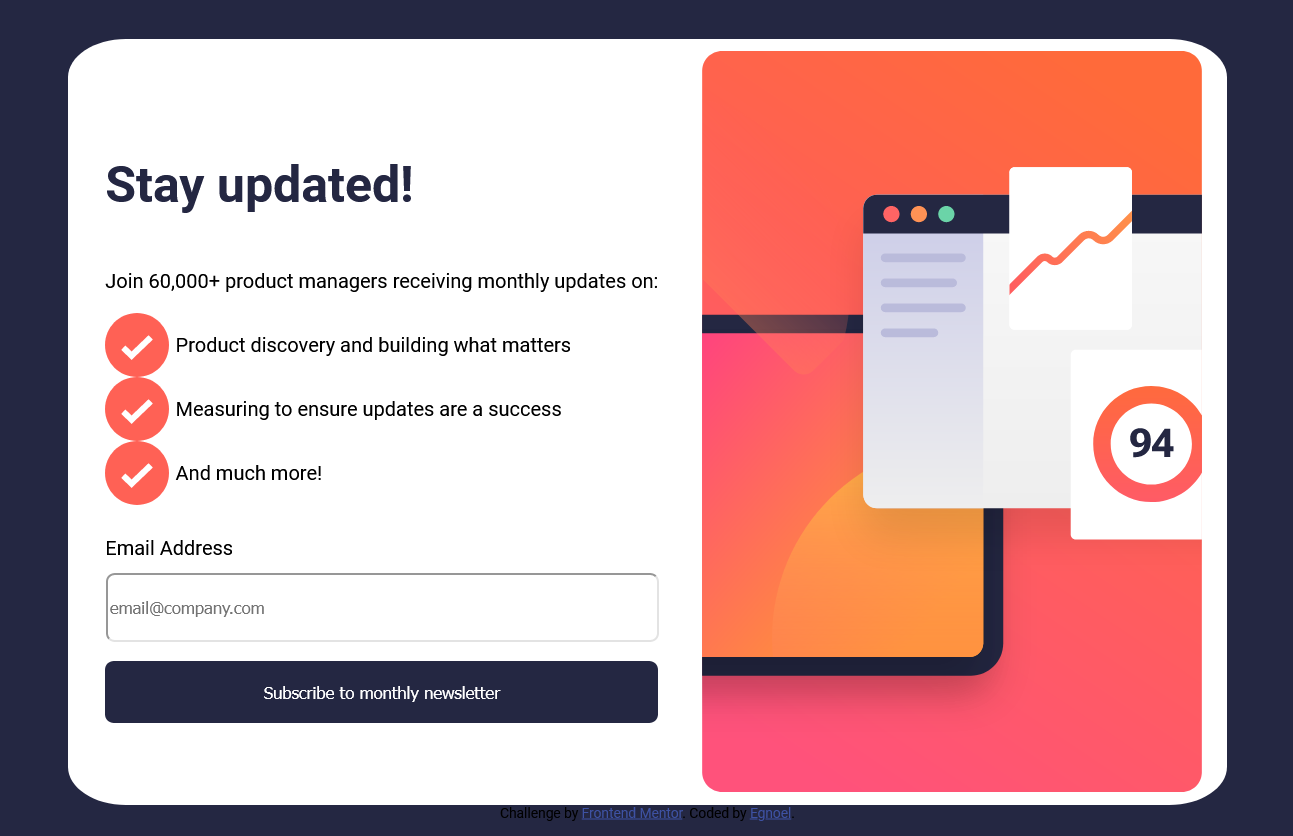 Stay updated!
Join 60,000+ product managers receiving monthly updates on:
Product discovery and building what matters
Measuring to ensure updates are a success
And much more!
Email Address
email@company.com
Subscribe to monthly newsletter
94
Challenge by Frontend Mentor. Coded by Egnoel.